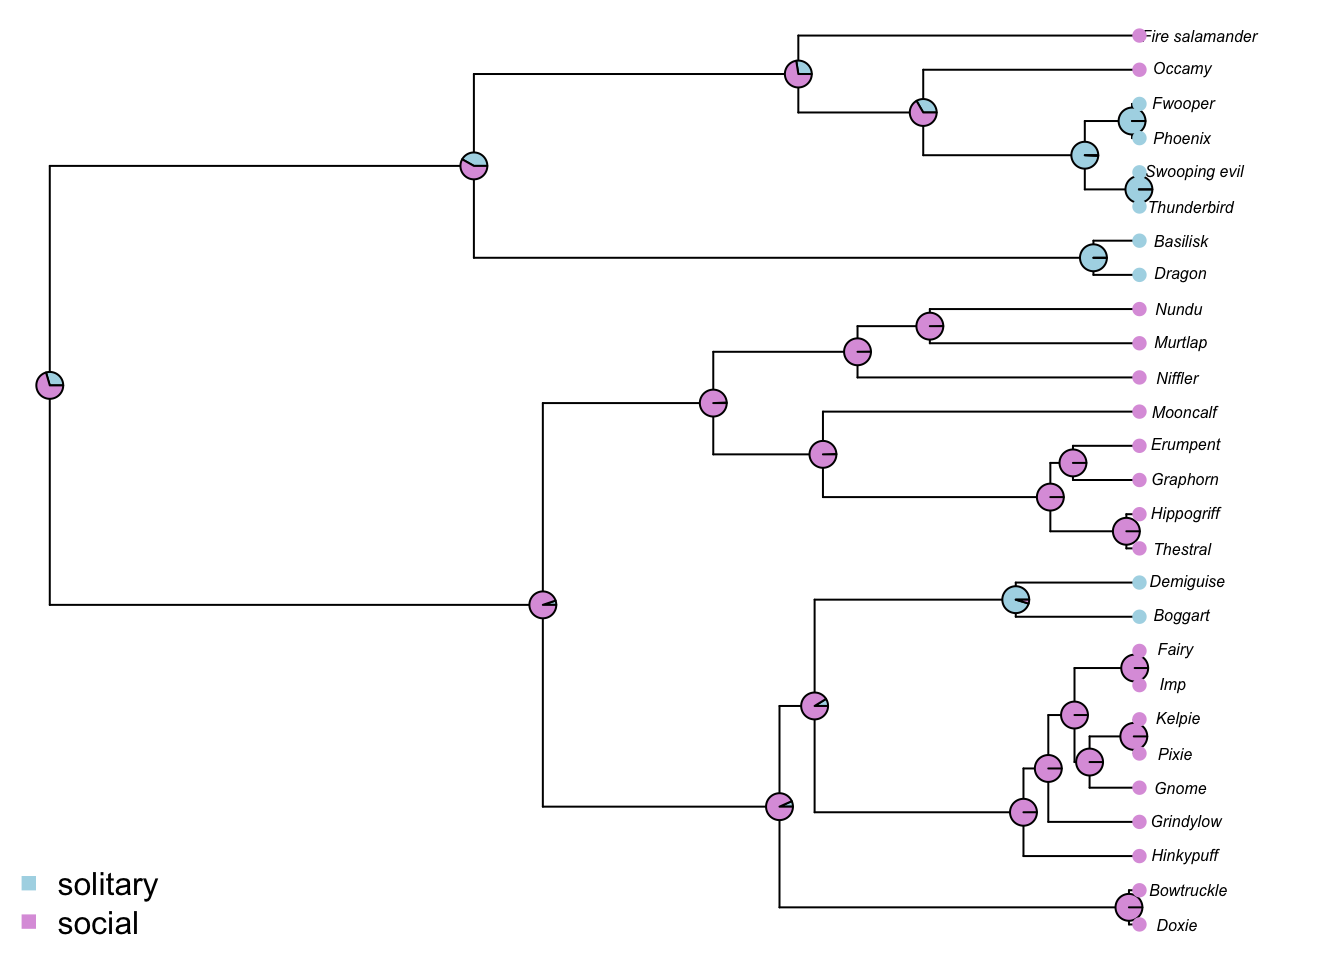 Fire salamander
Occamy
Fwooper
Phoenix
Swooping evil
Thunderbird
Basilisk
Dragon
Nundu
Murtlap
Niffler
Mooncalf
Erumpent
Graphorn
Hippogriff
Thestral
Demiguise
Boggart
Fairy
Imp
Kelpie
Pixie
Gnome
Grindylow
Hinkypuff
Bowtruckle
Doxie
solitary
social